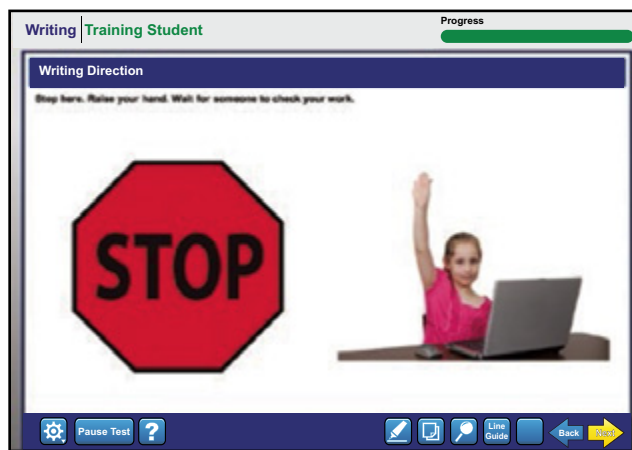 Writing Training Student
Progress
Writing Direction
Stop here. Raise your hand. Wait for someone to check your work.
STOP
Pause Test
?
Line
Guide
Back
Next